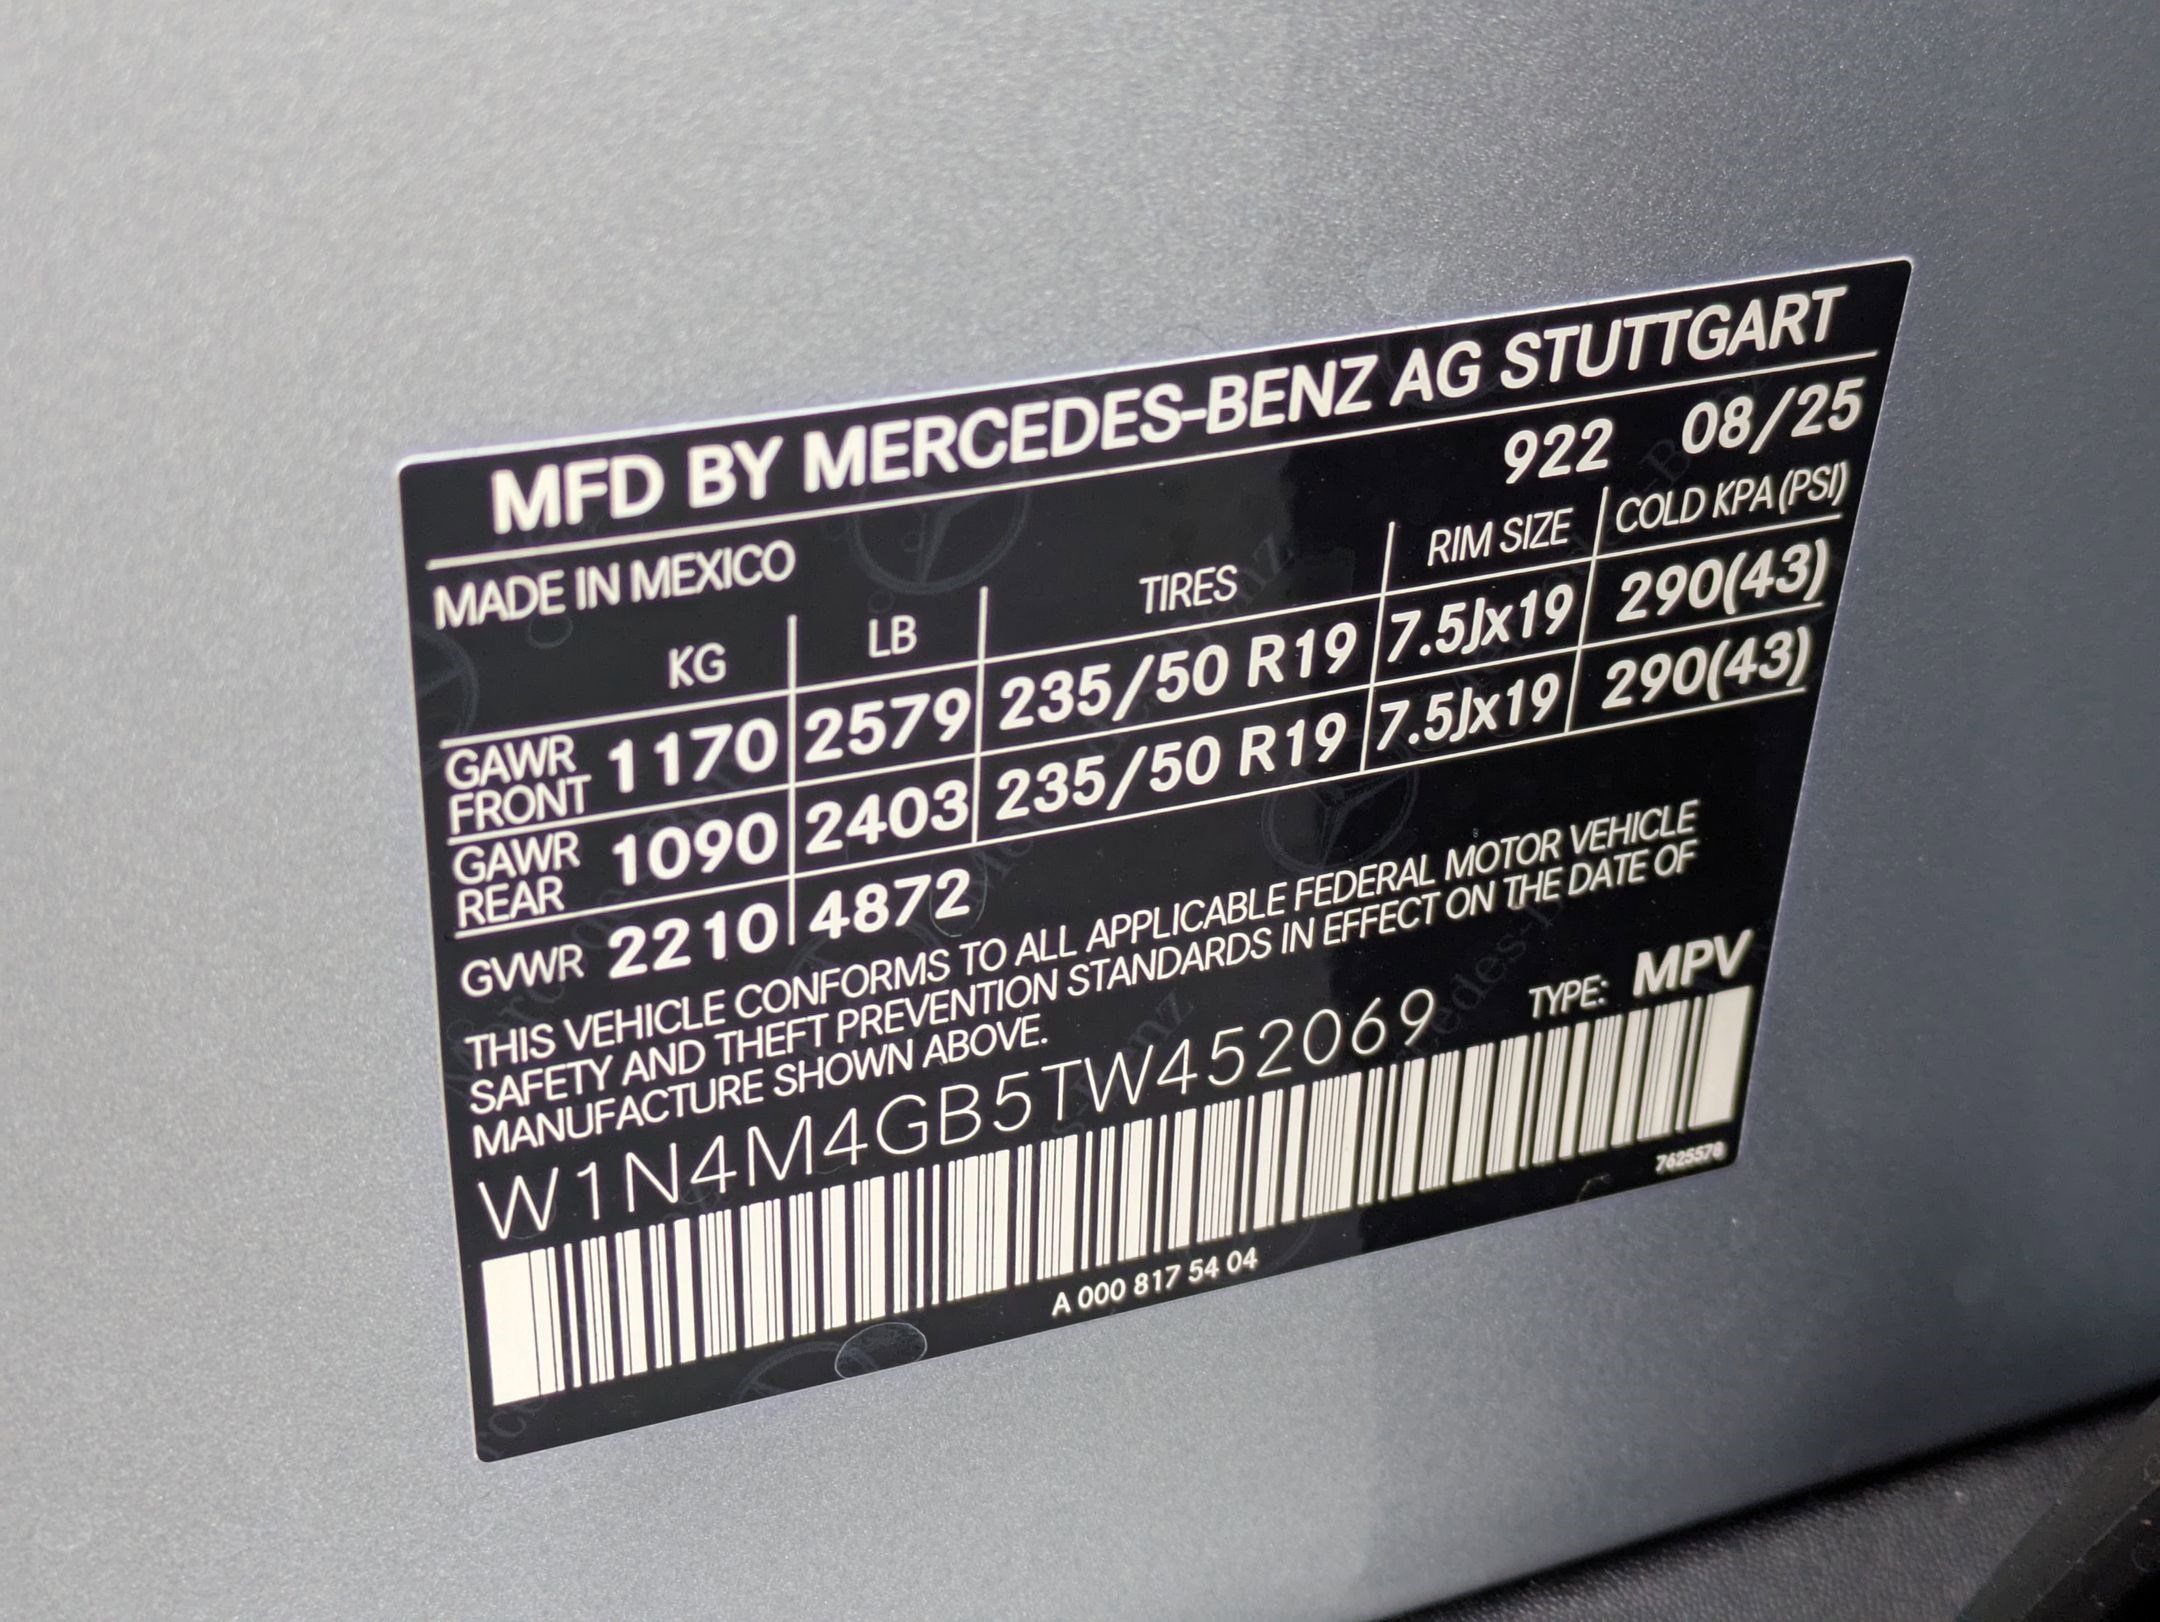 MFD BY MERCEDES-BENZ AG STUTTGART
922 08/25
MADE IN MEXICO
KG LB TIRES RIM SIZE COLD KPA (PSI)
GAWR FRONT 1170 2579 235/50 R19 7.5Jx19 290(43)
GAWR REAR 1090 2403 235/50 R19 7.5Jx19 290(43)
GVWR 2210 4872
THIS VEHICLE CONFORMS TO ALL APPLICABLE FEDERAL MOTOR VEHICLE
SAFETY AND THEFT PREVENTION STANDARDS IN EFFECT ON THE DATE OF
MANUFACTURE SHOWN ABOVE.
TYPE: MPV
W1N4M4GB5TW452069
7625578
A 000 817 54 04